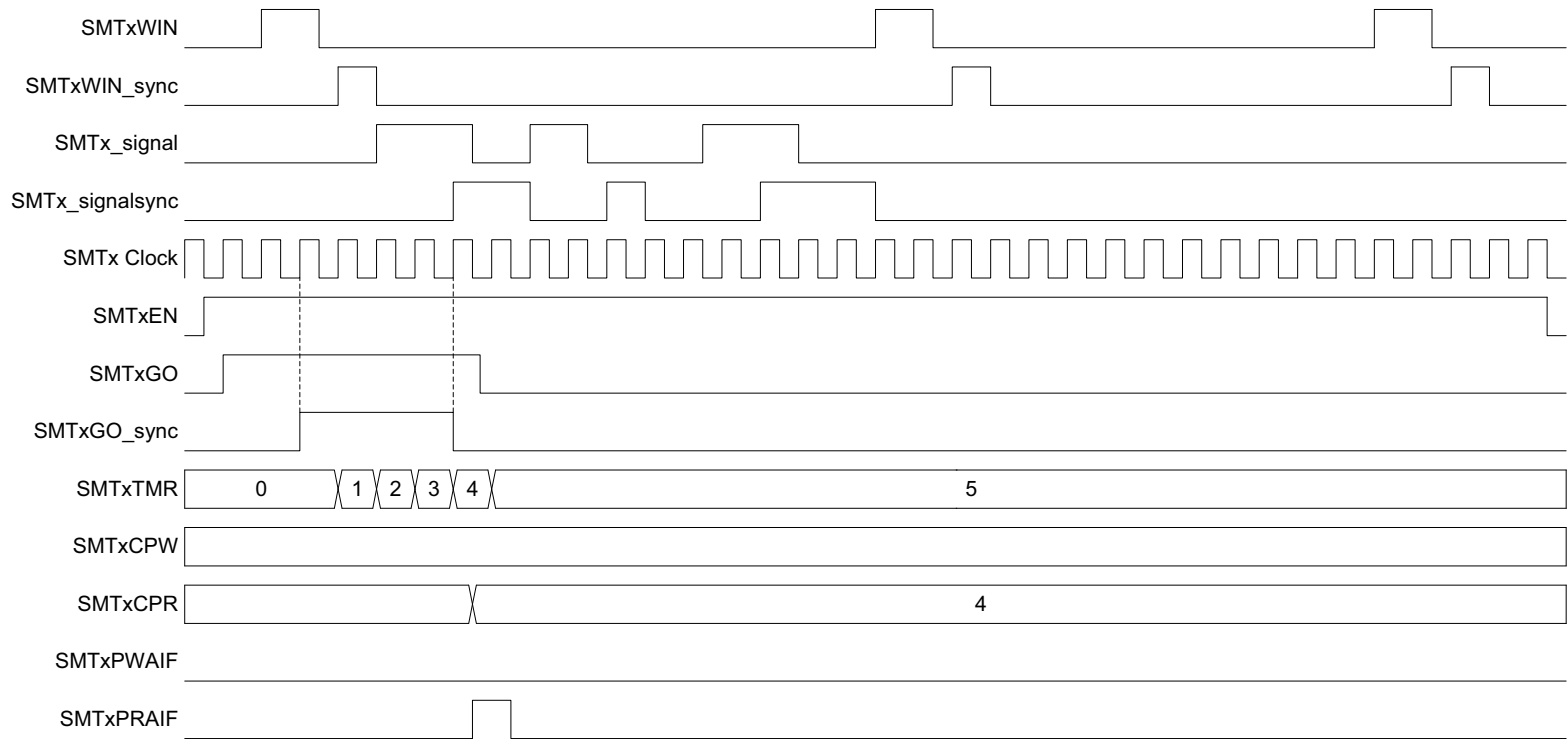 SMTxWIN
SMTxWIN_sync
SMTx_signal
SMTx_signalsync
SMTx Clock
SMTxEN
SMTxGO
SMTxGO_sync
SMTxTMR 0 1 2 3 4 5
SMTxCPW
SMTxCPR 4
SMTxPWAIF
SMTxPRAIF